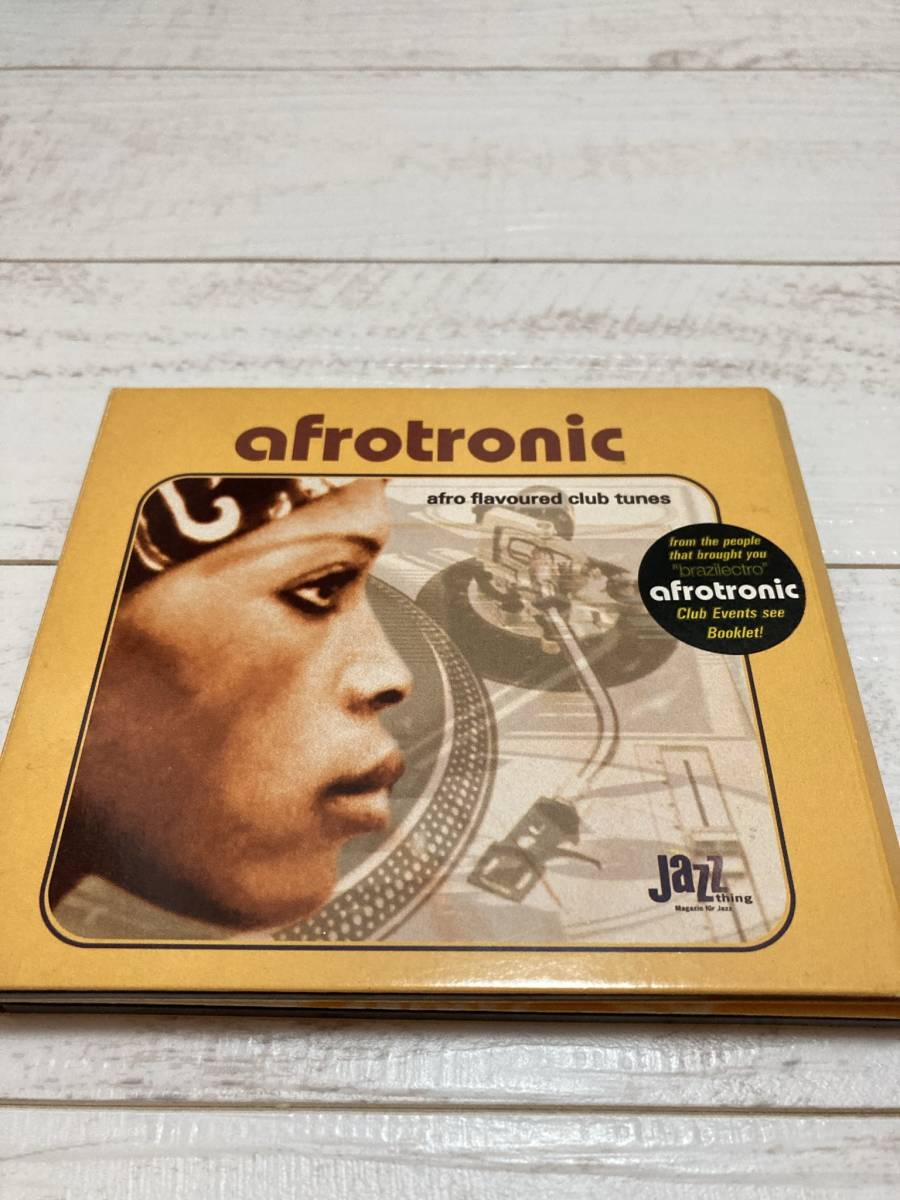 afrotronic
afro flavoured club tunes
from the people
that brought you
"brazilectro"
afrotronic
Club Events see
Booklet!
Jazz
thing
Magazin für Jazz